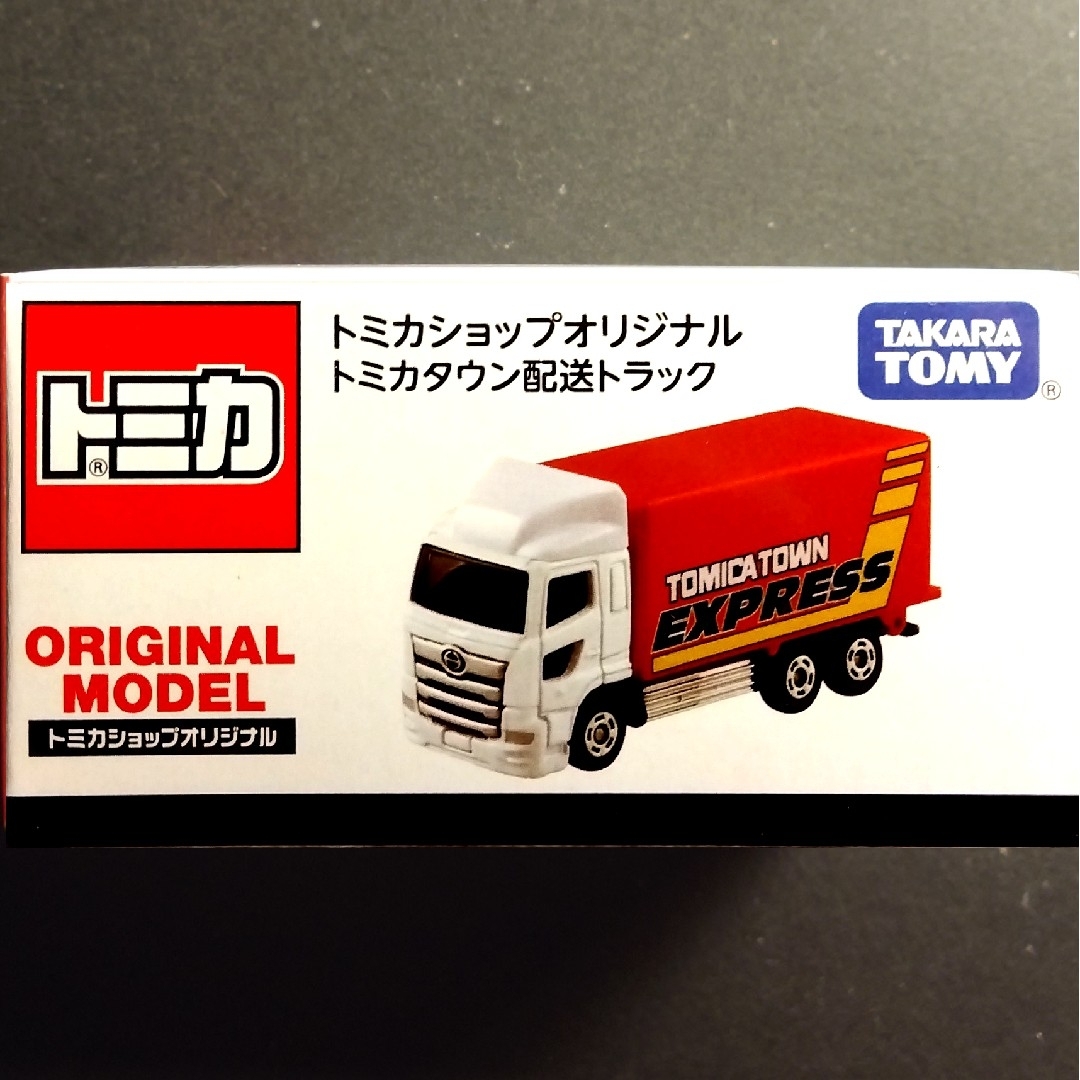 トミカ®
トミカショップオリジナル
トミカタウン配送トラック
TAKARA
TOMY®
ORIGINAL
MODEL
トミカショップオリジナル
TOMICA TOWN
EXPRESS